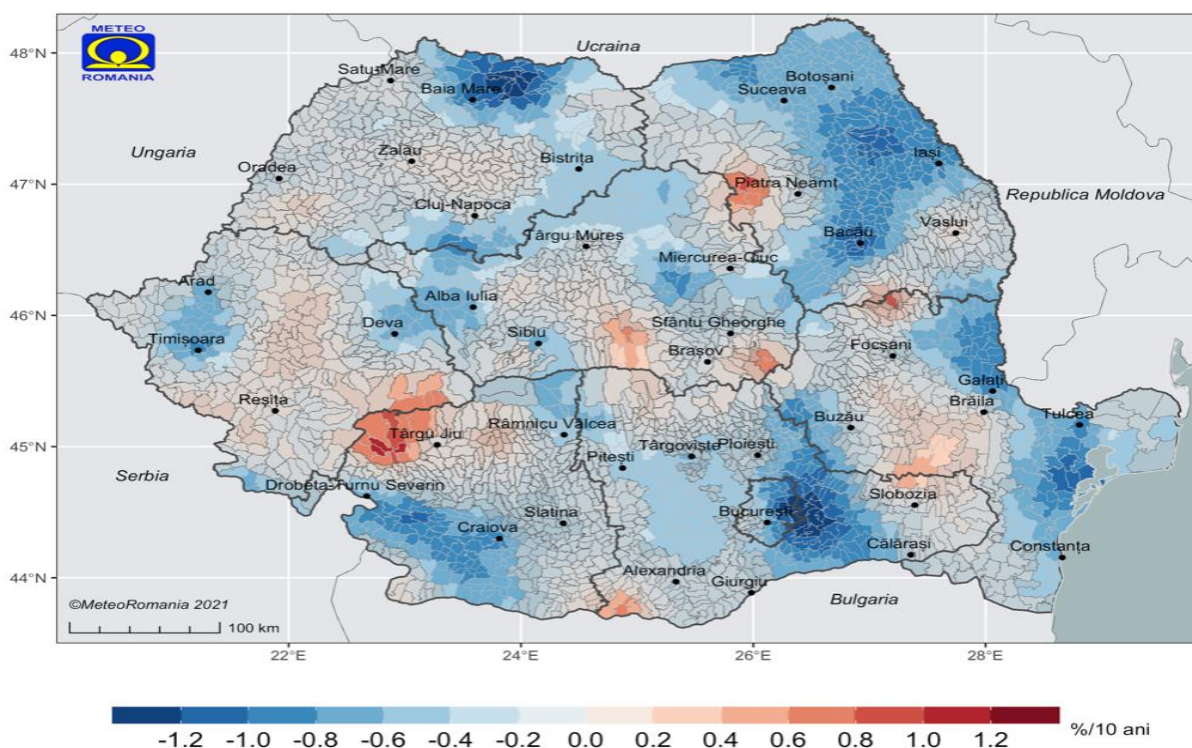 METEO
ROMANIA
Ucraina
48°N
Satu-Mare
Botoșani
Baia Mare
Suceava
Ungaria
Zalău
Iași
Oradea
Bistrița
47°N
Piatra Neamț
Republica Moldova
Cluj-Napoca
Vaslui
Târgu Mureș
Bacău
Miercurea-Ciuc
Arad
Alba Iulia
46°N
Deva
Sfântu Gheorghe
Timișoara
Sibiu
Focșani
Brașov
Galați
Reșița
Brăila
Buzău
Tulcea
Râmnicu Vâlcea
45°N
Târgu Jiu
Târgoviște
Ploiești
Pitești
Serbia
Drobeta-Turnu Severin
Slobozia
Slatina
București
Craiova
Călărași
Constanța
44°N
Alexandria
Giurgiu
©MeteoRomania 2021
Bulgaria
100 km
22°E 24°E 26°E 28°E
-1.2 -1.0 -0.8 -0.6 -0.4 -0.2 0.0 0.2 0.4 0.6 0.8 1.0 1.2 %/10 ani